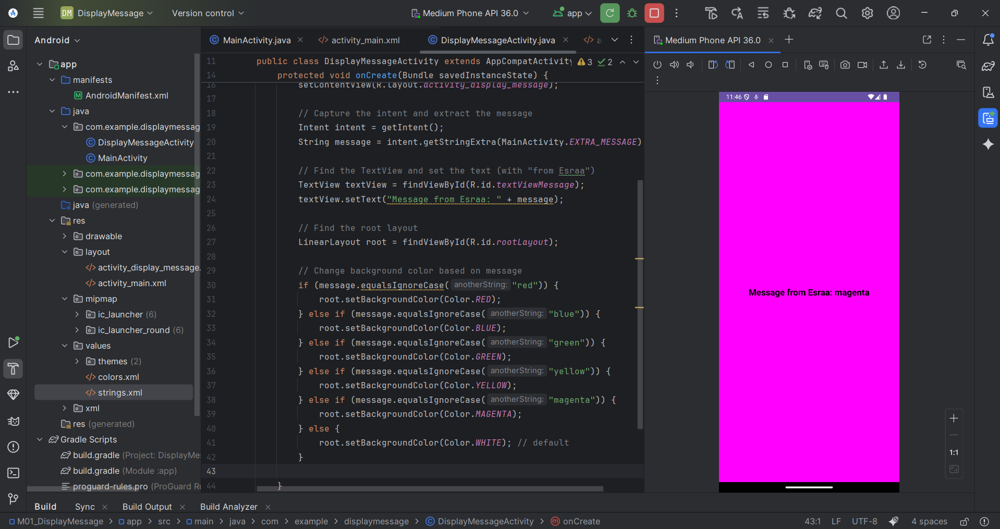 DM DisplayMessage
Version control
Medium Phone API 36.0
app
Android
app
manifests
AndroidManifest.xml
java
com.example.displaymessag
DisplayMessageActivity
MainActivity
com.example.displaymessag
com.example.displaymessag
java (generated)
res
drawable
layout
activity_display_message.
activity_main.xml
mipmap
ic_launcher (6)
ic_launcher_round (6)
values
themes (2)
colors.xml
strings.xml
xml
res (generated)
Gradle Scripts
build.gradle (Project: DisplayMe
build.gradle (Module :app)
proguard-rules.pro (ProGuard Ru
MainActivity.java
activity_main.xml
DisplayMessageActivity.java
a
11 public class DisplayMessageActivity extends AppCompatActivity 3 2
14 protected void onCreate(Bundle savedInstanceState) {
16 setContentView(R.layout.activity_display_message);
17
18 // Capture the intent and extract the message
19 Intent intent = getIntent();
20 String message = intent.getStringExtra(MainActivity.EXTRA_MESSAGE)
21
22 // Find the TextView and set the text (with "from Esraa")
23 TextView textView = findViewById(R.id.textViewMessage);
24 textView.setText("Message from Esraa: " + message);
25
26 // Find the root layout
27 LinearLayout root = findViewById(R.id.rootLayout);
28
29 // Change background color based on message
30 if (message.equalsIgnoreCase( anotherString: "red")) {
31 root.setBackgroundColor(Color.RED);
32 } else if (message.equalsIgnoreCase( anotherString: "blue")) {
33 root.setBackgroundColor(Color.BLUE);
34 } else if (message.equalsIgnoreCase( anotherString: "green")) {
35 root.setBackgroundColor(Color.GREEN);
36 } else if (message.equalsIgnoreCase( anotherString: "yellow")) {
37 root.setBackgroundColor(Color.YELLOW);
38 } else if (message.equalsIgnoreCase( anotherString: "magenta")) {
39 root.setBackgroundColor(Color.MAGENTA);
40 } else {
41 root.setBackgroundColor(Color.WHITE); // default
42 }
43
44 }
Medium Phone API 36.0
11:46
Message from Esraa: magenta
1:1
Build
Sync
Build Output
Build Analyzer
M01_DisplayMessage > app > src > main > java > com > example > displaymessage > DisplayMessageActivity > onCreate
43:1 LF UTF-8 4 spaces